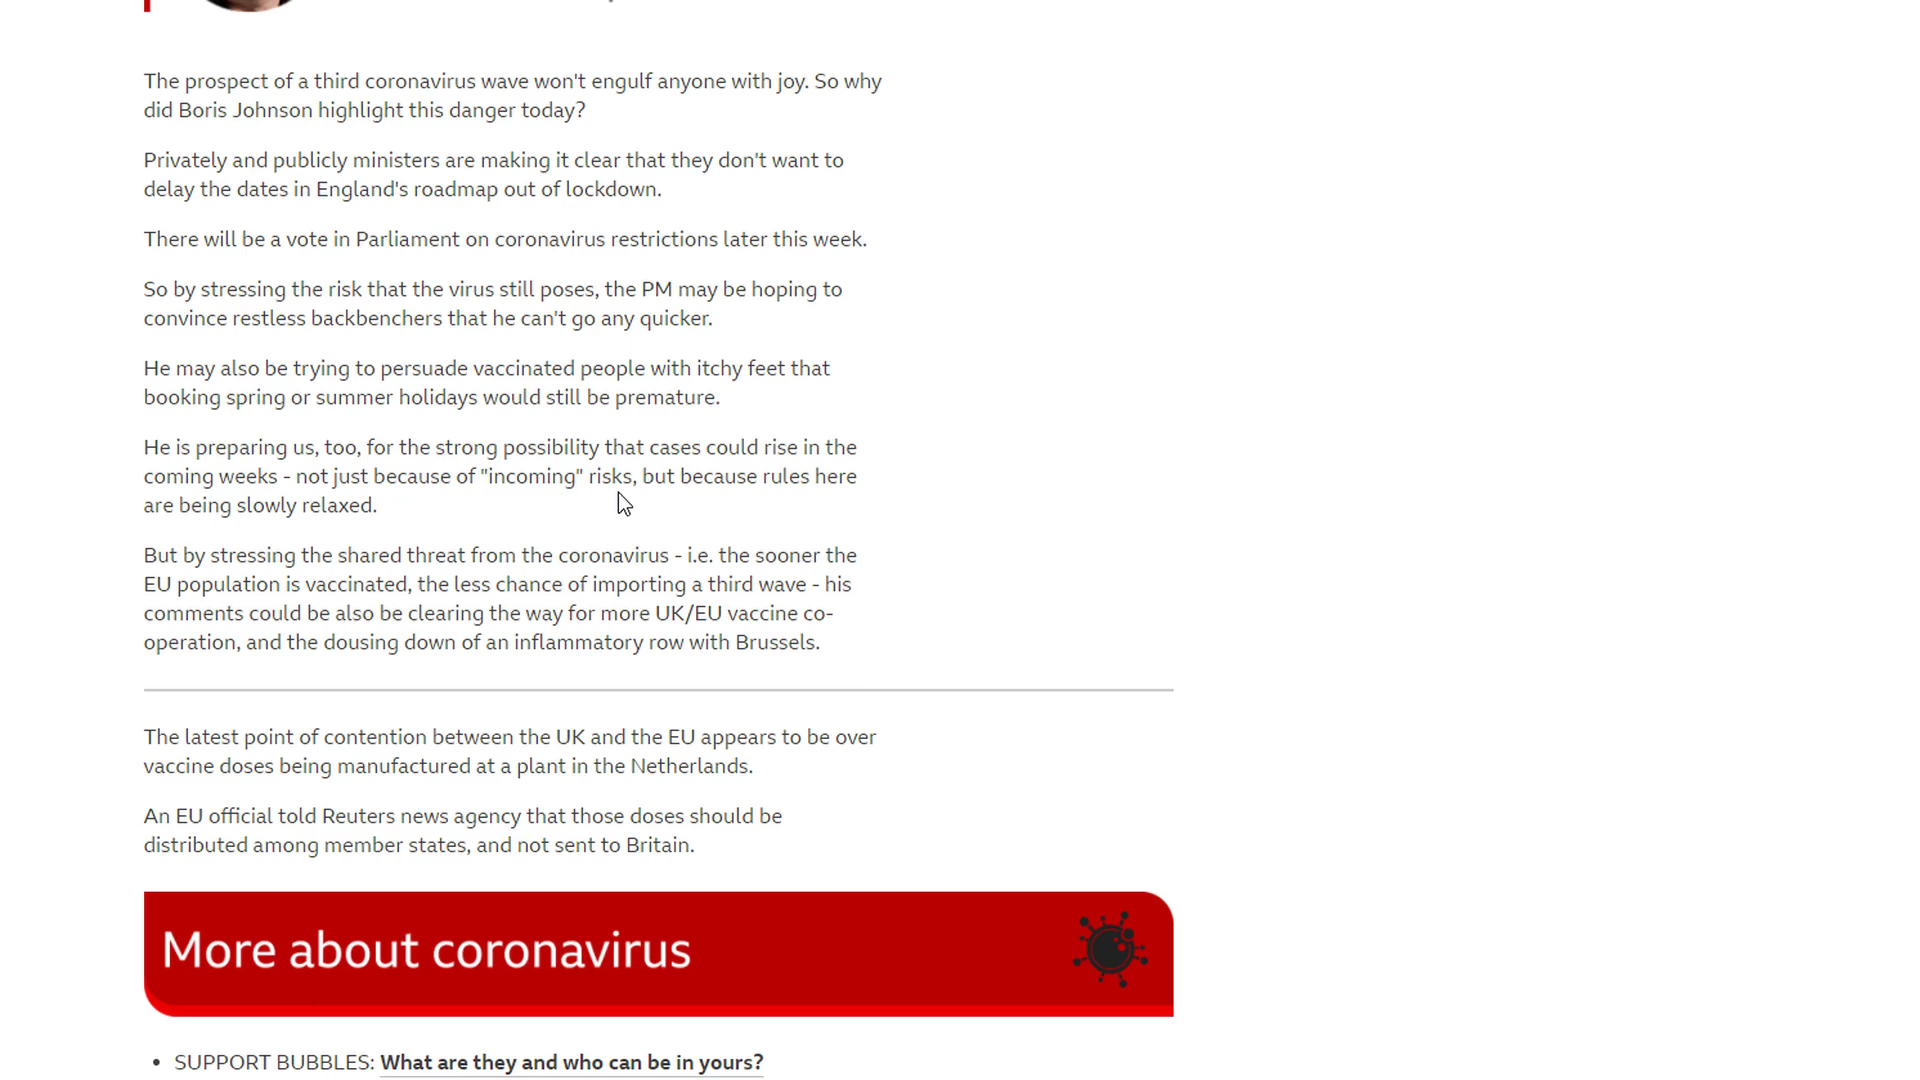 The prospect of a third coronavirus wave won't engulf anyone with joy. So why
did Boris Johnson highlight this danger today?
Privately and publicly ministers are making it clear that they don't want to
delay the dates in England's roadmap out of lockdown.
There will be a vote in Parliament on coronavirus restrictions later this week.
So by stressing the risk that the virus still poses, the PM may be hoping to
convince restless backbenchers that he can't go any quicker.
He may also be trying to persuade vaccinated people with itchy feet that
booking spring or summer holidays would still be premature.
He is preparing us, too, for the strong possibility that cases could rise in the
coming weeks - not just because of "incoming" risks, but because rules here
are being slowly relaxed.
But by stressing the shared threat from the coronavirus - i.e. the sooner the
EU population is vaccinated, the less chance of importing a third wave - his
comments could be also be clearing the way for more UK/EU vaccine co-
operation, and the dousing down of an inflammatory row with Brussels.
The latest point of contention between the UK and the EU appears to be over
vaccine doses being manufactured at a plant in the Netherlands.
An EU official told Reuters news agency that those doses should be
distributed among member states, and not sent to Britain.
More about coronavirus
• SUPPORT BUBBLES: What are they and who can be in yours?